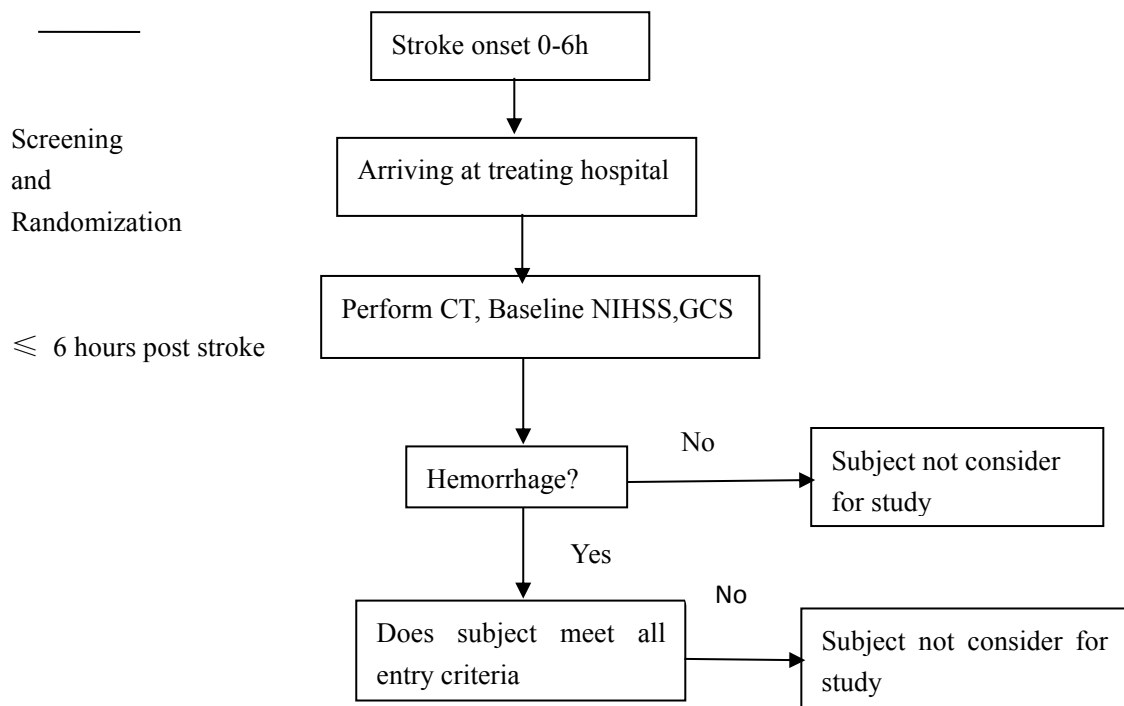 Stroke onset 0-6h
Screening
and
Randomization
Arriving at treating hospital
Perform CT, Baseline NIHSS,GCS
≤ 6 hours post stroke
Hemorrhage?
No
Subject not consider
for study
Yes
Does subject meet all
entry criteria
No
Subject not consider for
study